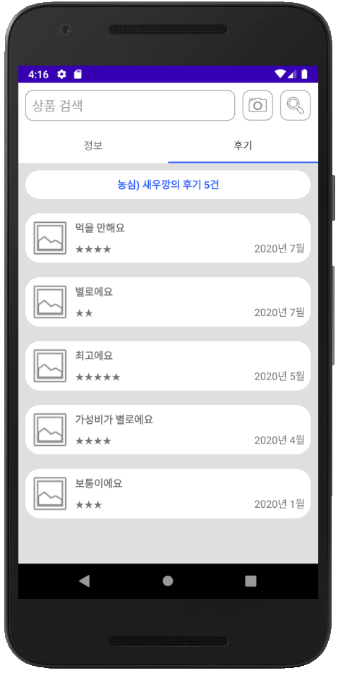 4:16
상품 검색
정보 후기
농심) 새우깡의 후기 5건
먹을 만해요
★★★★ 2020년 7월
별로에요
★★ 2020년 7월
최고에요
★★★★★ 2020년 5월
가성비가 별로에요
★★★★ 2020년 4월
보통이에요
★★★ 2020년 1월